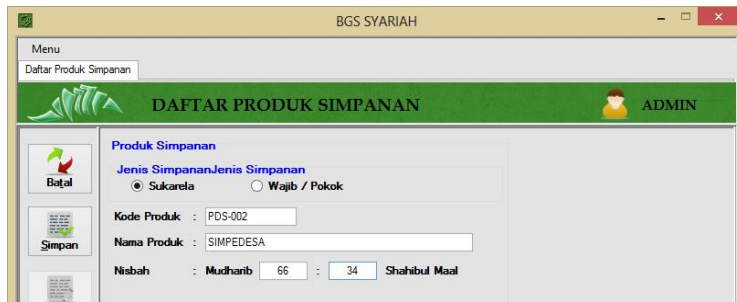 BGS SYARIAH
Menu
Daftar Produk Simpanan
DAFTAR PRODUK SIMPANAN
ADMIN
Batal
Simpan
Produk Simpanan
Jenis SimpananJenis Simpanan
Sukarela Wajib / Pokok
Kode Produk : PDS-002
Nama Produk : SIMPEDESA
Nisbah : Mudharib 66 : 34 Shahibul Maal